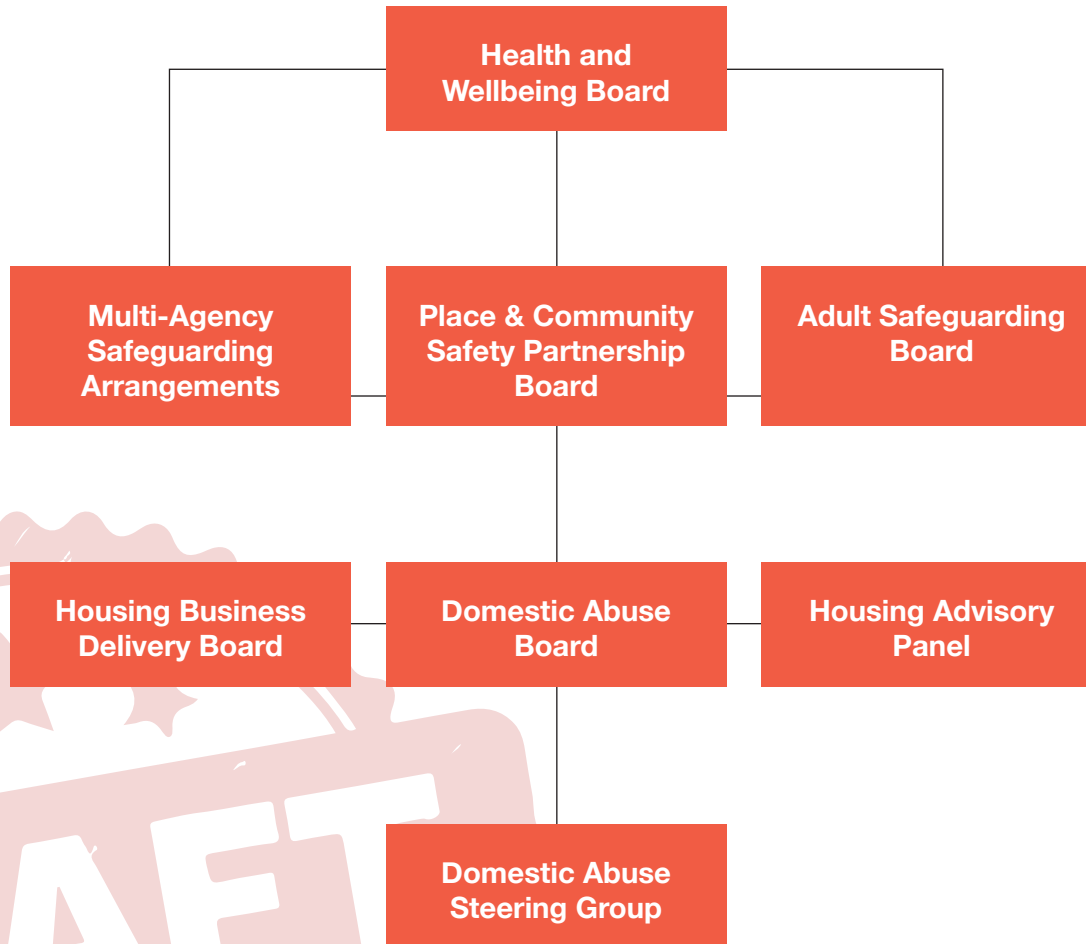 Health and
Wellbeing Board
Multi-Agency
Safeguarding
Arrangements
Place & Community
Safety Partnership
Board
Adult Safeguarding
Board
Housing Business
Delivery Board
Domestic Abuse
Board
Housing Advisory
Panel
Domestic Abuse
Steering Group